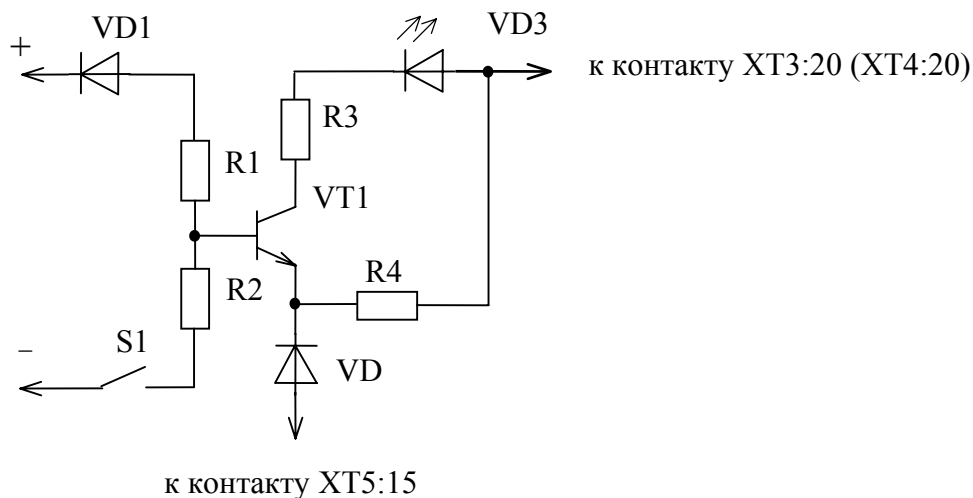 VD1
VD3
+
к контакту XT3:20 (XT4:20)
R3
R1
VT1
R4
R2
–
S1
VD
к контакту XT5:15